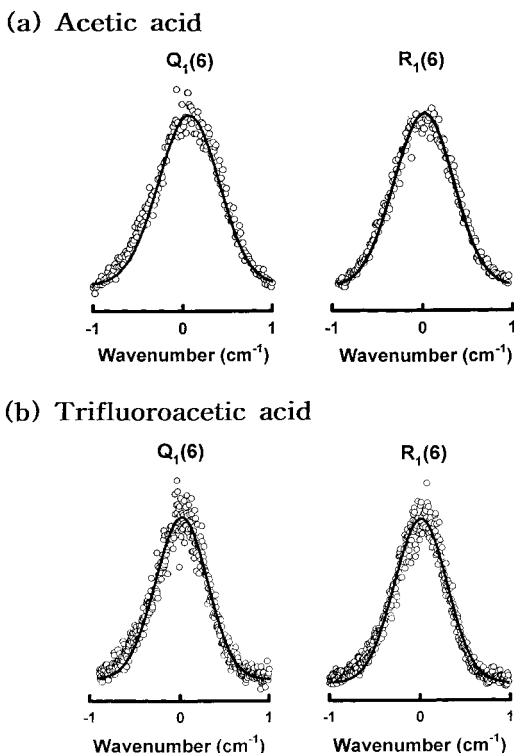 (a) Acetic acid
Q₁(6) R₁(6)
-1 0 1 -1 0 1
Wavenumber (cm⁻¹) Wavenumber (cm⁻¹)
(b) Trifluoroacetic acid
Q₁(6) R₁(6)
-1 0 1 -1 0 1
Wavenumber (cm⁻¹) Wavenumber (cm⁻¹)